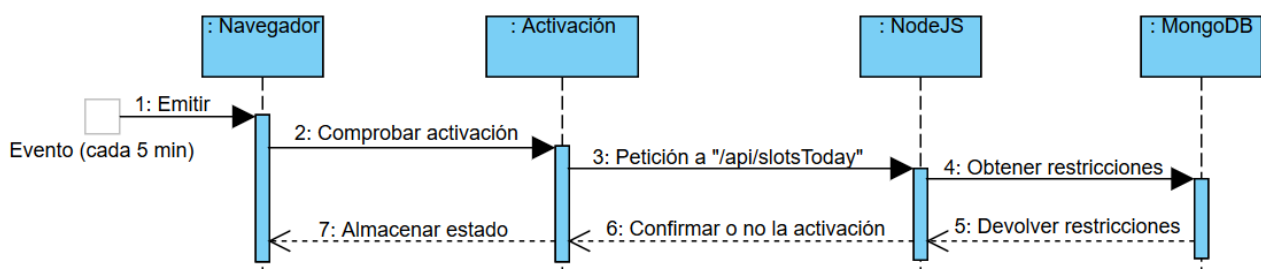 : Navegador
: Activación
: NodeJS
: MongoDB
1: Emitir
Evento (cada 5 min)
2: Comprobar activación
3: Petición a "/api/slotsToday"
4: Obtener restricciones
7: Almacenar estado
6: Confirmar o no la activación
5: Devolver restricciones